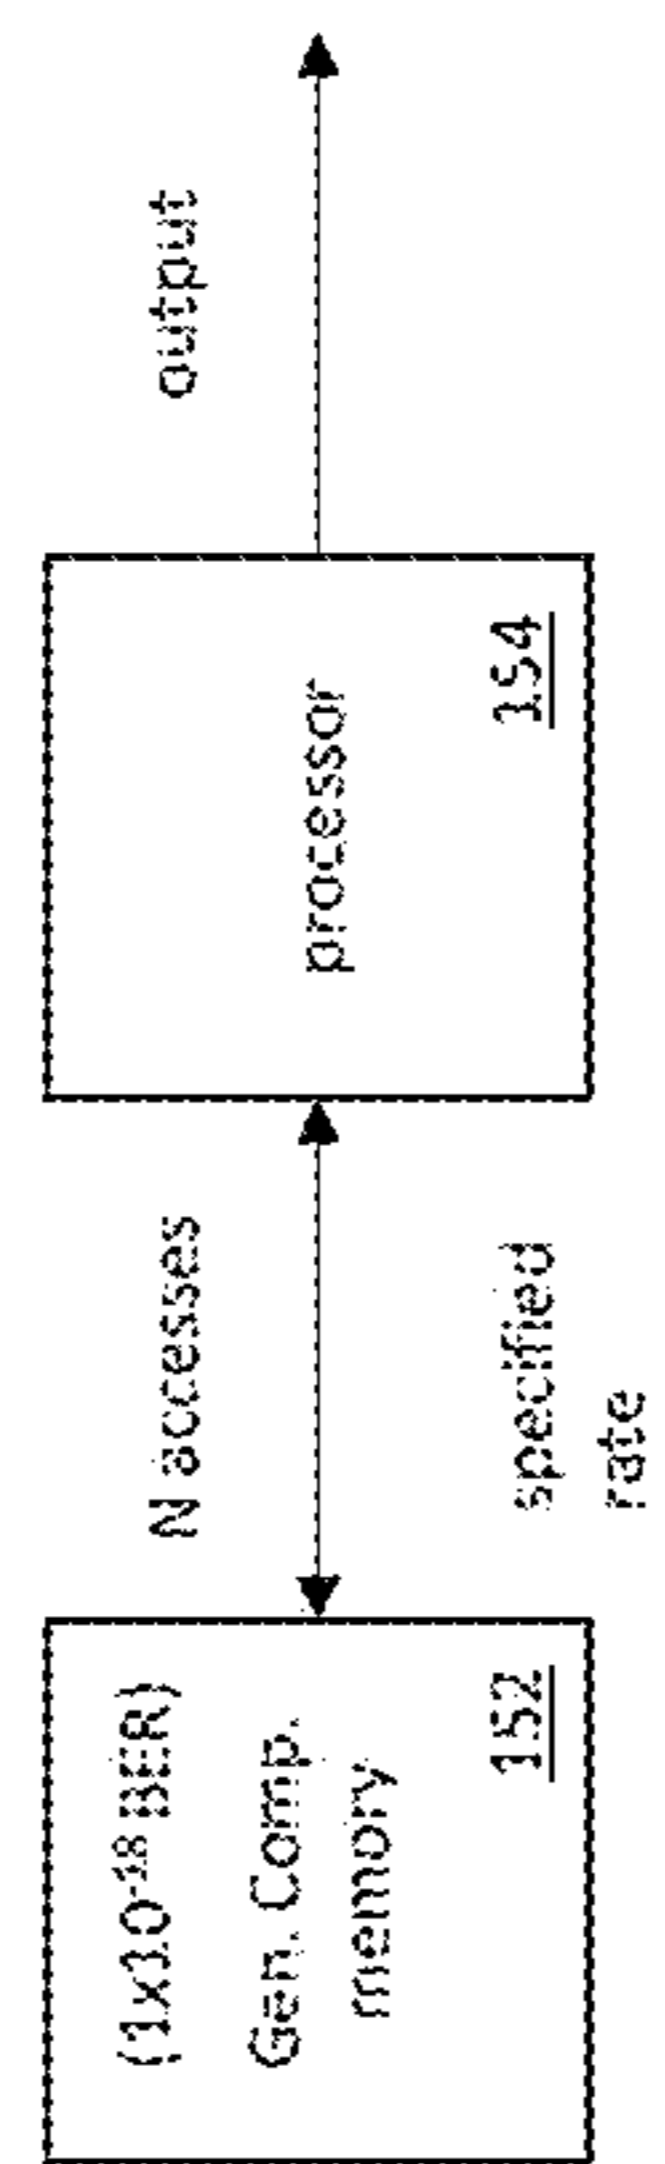 (1x10⁻¹⁸ BER)
Gen. Comp.
memory
152
N accesses
specified
rate
processor
154
output